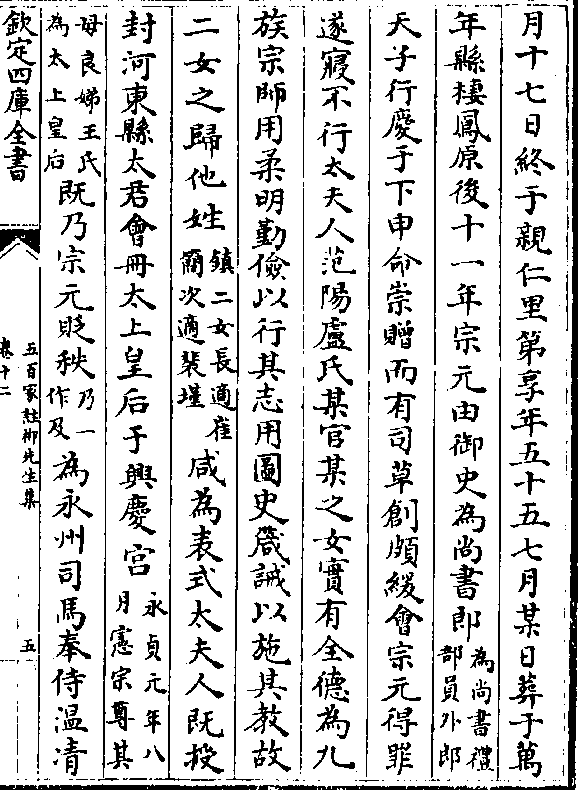 月十七日終于親仁里第享年五十五七月某日葬于萬
年縣棲鳳原後十一年宗元由御史為尚書郎為尚書禮部員外郎
天子行慶于下申命崇贈而有司草創頗緩會宗元得罪
遂寢不行太夫人范陽盧氏某官某之女實有全德為九
族宗師用柔明勤儉以行其志用圖史箴誡以施其教故
二女之歸他姓鎮二女長適崔簡次適裴墐咸為表式太夫人既授
封河東縣太君會冊太上皇后于興慶宮永貞元年八月憲宗尊其
母良娣王氏為太上皇后既乃宗元貶秩乃一作及為永州司馬奉侍溫凊
欽定四庫全書
五百家註柳先生集
卷十二
五